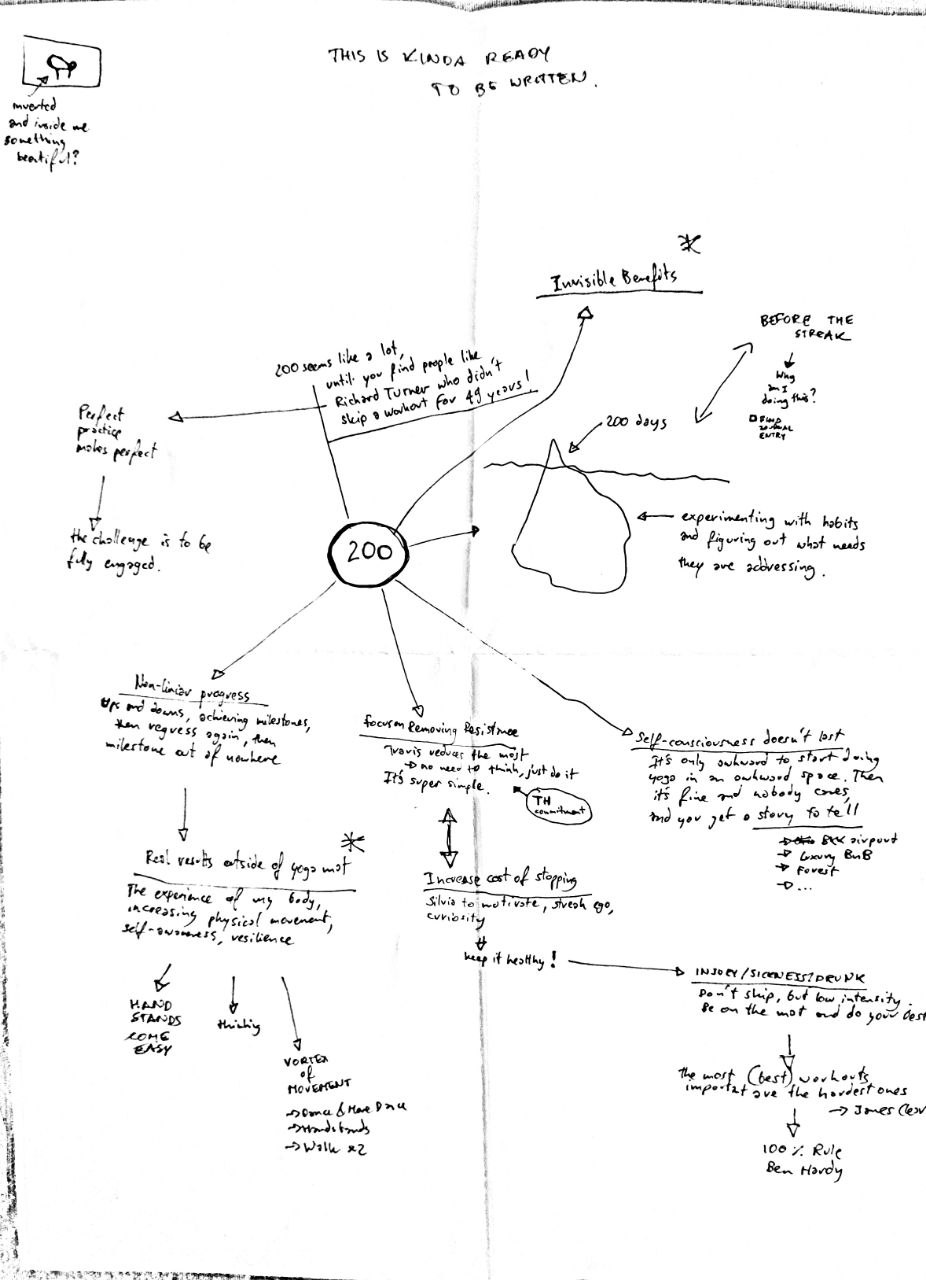 THIS IS KINDA READY
TO BE WRITTEN.
inverted
and inside me
something
beautiful?
Invisible Benefits
BEFORE THE
STREAK
Why
am I
doing this?
FIND
JOURNAL
ENTRY
200 seems like a lot,
until you find people like
Richard Turner who didn't
skip a workout for 49 years!
Perfect
practice
makes perfect
the challenge is to be
fully engaged.
200 days
experimenting with habits
and figuring out what needs
they are addressing.
200
Non-liniar progress
Ups and downs, achieving milestones,
then regress again, then
milestone out of nowhere
Real results outside of yoga mat
The experience of my body,
increasing physical movement,
self-awareness, resilience
HAND
STANDS
COME
EASY
thinking
VORTEX
of
MOVEMENT
→ Dance & More Dance
→ Handstands
→ Walk x2
Focus on Removing Resistance
Travis reduces the most
→ no need to think, just do it
It's super simple.
TH
commitment
Increase cost of stopping
Silvia to motivate, streak ego,
curiosity
keep it healthy!
Self-consciousness doesn't last
It's only awkward to start doing
yoga in an awkward space. Then
it's fine and nobody cares,
and you get a story to tell
→ BKK airport
→ Luxury BnB
→ Forest
→ ...
INJURY/SICKNESS/DRUNK
Don't skip, but low intensity.
Be on the mat and do your best
the most (best) workouts
important are the hardest ones
→ James Clear
100% Rule
Ben Hardy